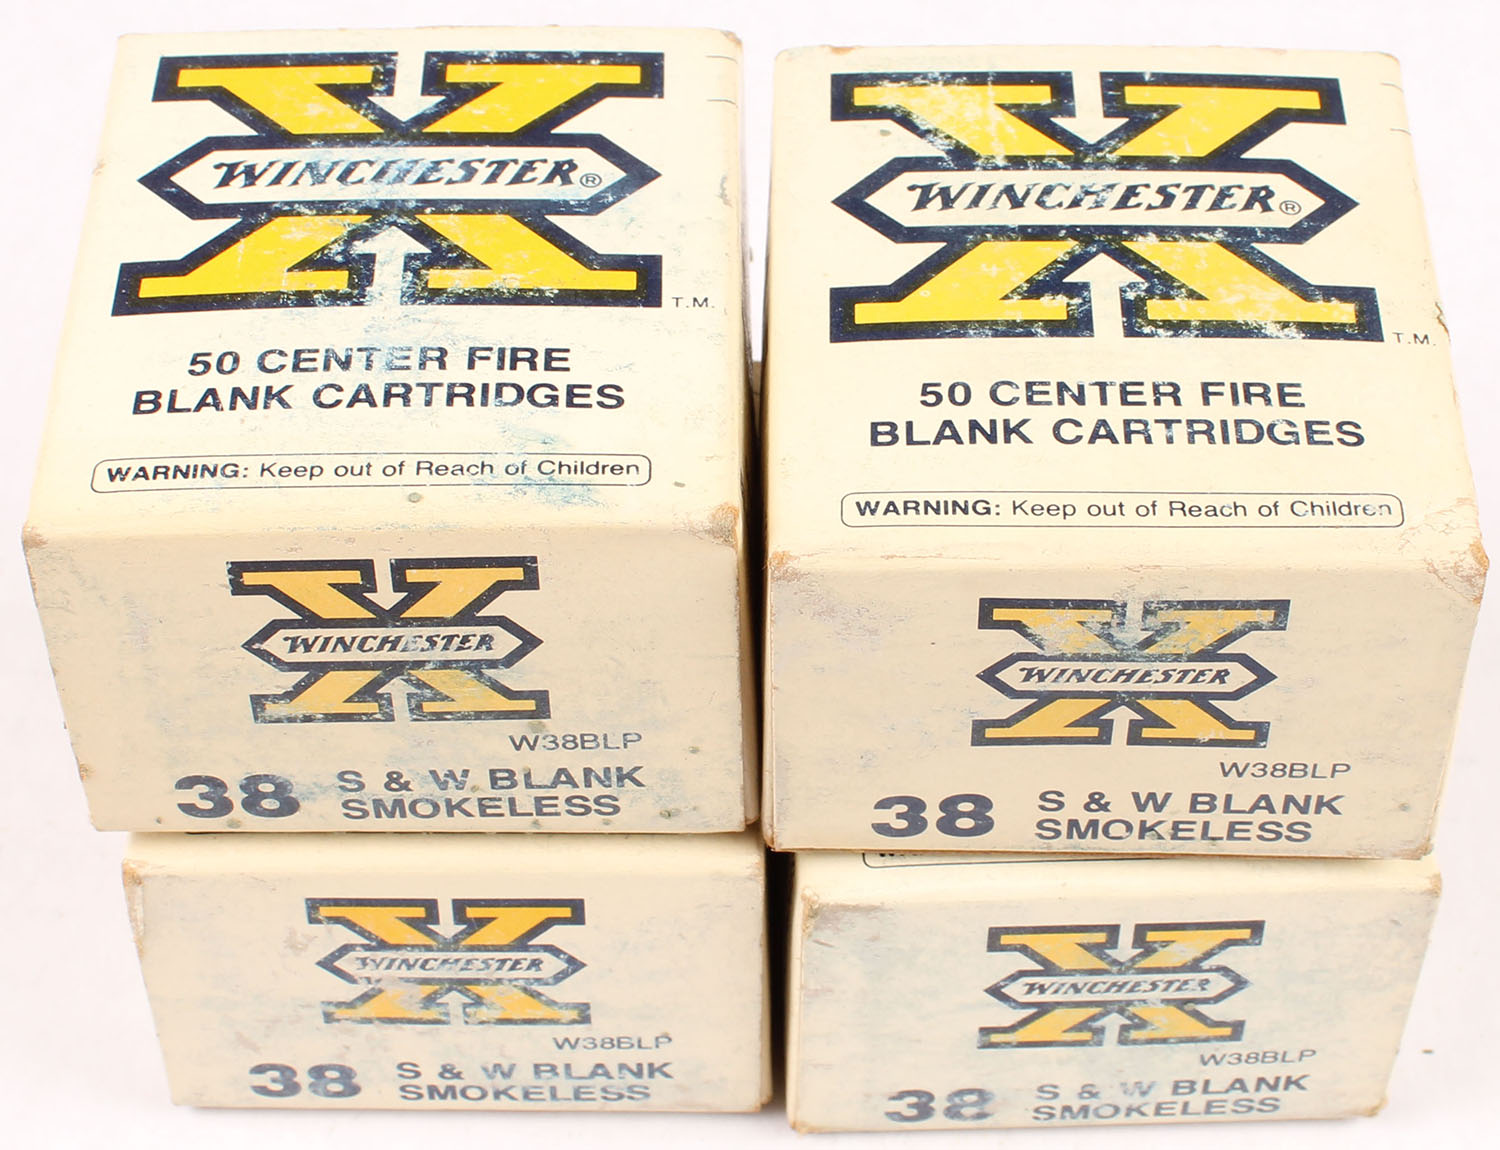 WINCHESTER®
T.M.
50 CENTER FIRE
BLANK CARTRIDGES
WARNING: Keep out of Reach of Children
WINCHESTER
W38BLP
38 S & W BLANK
SMOKELESS
WINCHESTER®
T.M.
50 CENTER FIRE
BLANK CARTRIDGES
WARNING: Keep out of Reach of Children
WINCHESTER
W38BLP
38 S & W BLANK
SMOKELESS
WINCHESTER
W38BLP
38 S & W BLANK
SMOKELESS
WINCHESTER
W38BLP
38 S & W BLANK
SMOKELESS